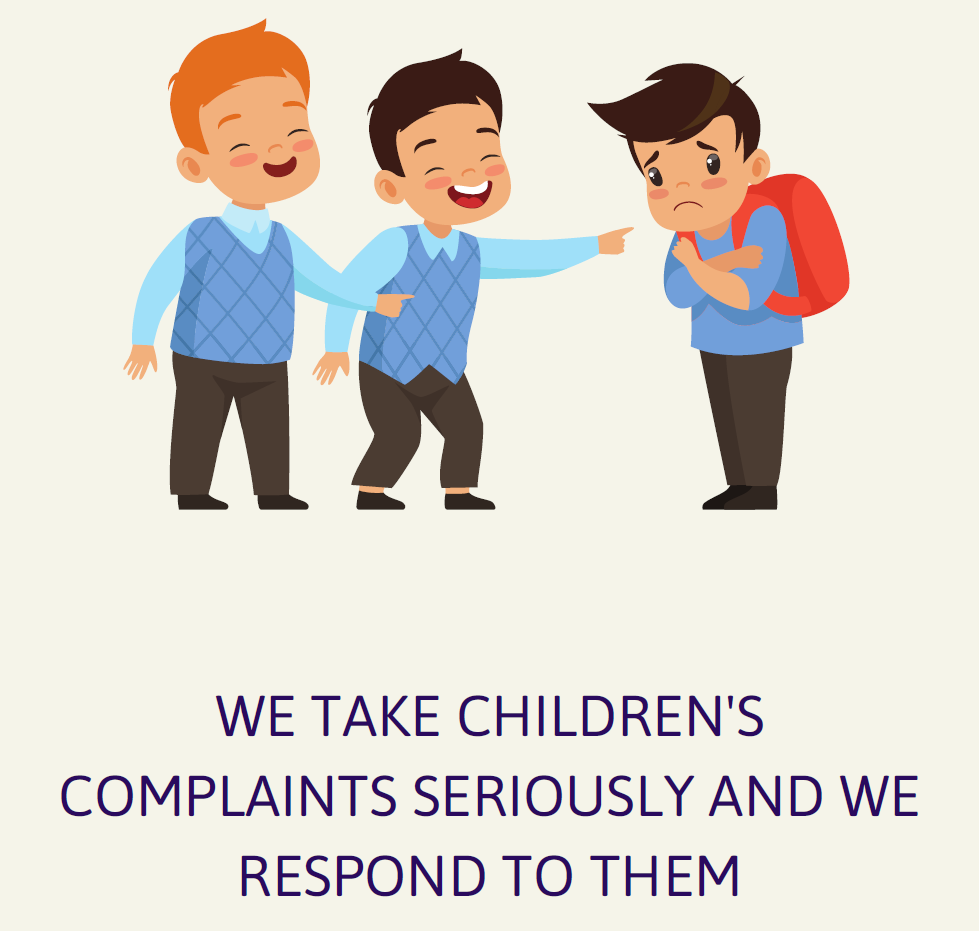 WE TAKE CHILDREN'S
COMPLAINTS SERIOUSLY AND WE
RESPOND TO THEM